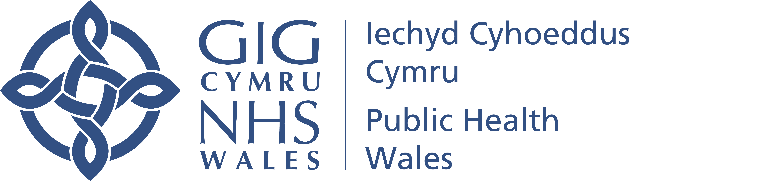 GIG
CYMRU
NHS
WALES
Iechyd Cyhoeddus
Cymru
Public Health
Wales